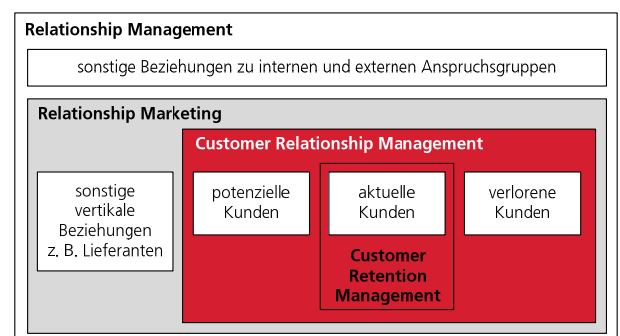 Relationship Management
sonstige Beziehungen zu internen und externen Anspruchsgruppen
Relationship Marketing
Customer Relationship Management
sonstige
vertikale
Beziehungen
z. B. Lieferanten
potenzielle
Kunden
aktuelle
Kunden
verlorene
Kunden
Customer
Retention
Management